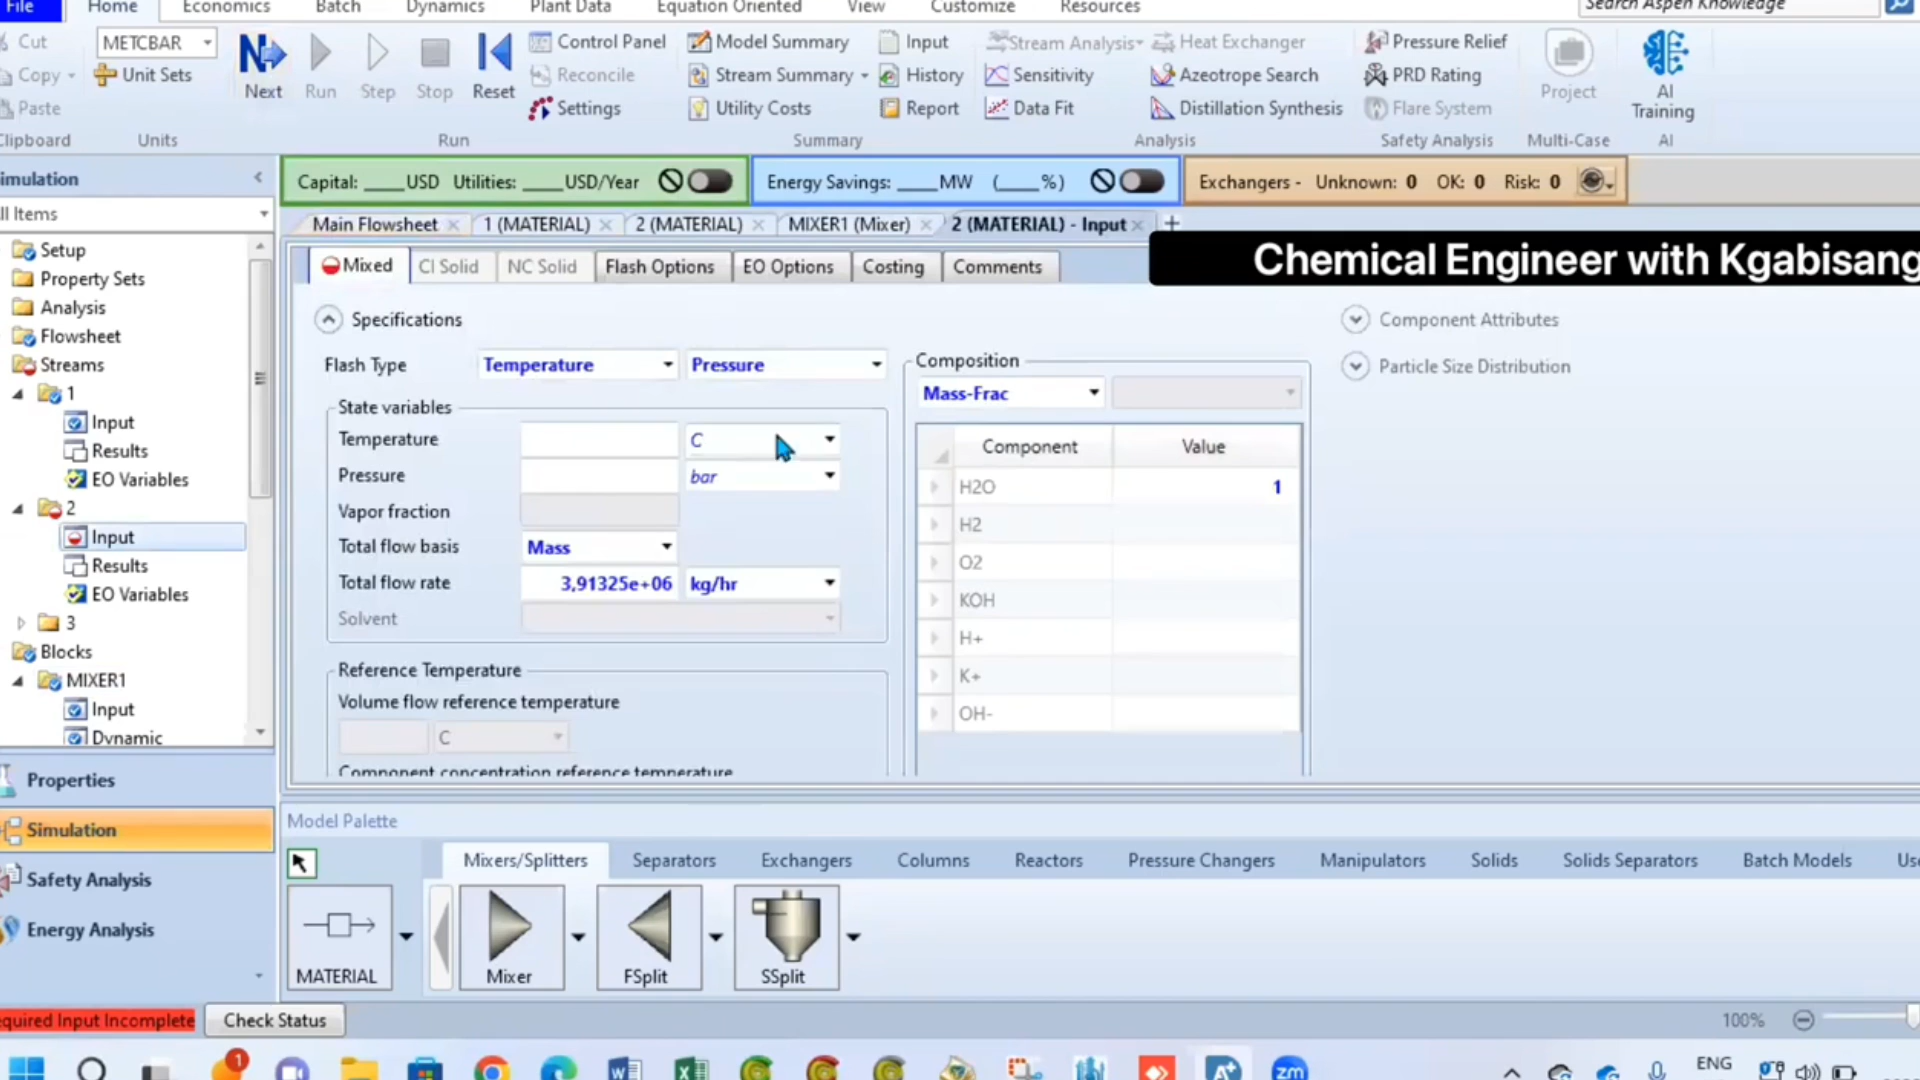 File Home Economics Batch Dynamics Plant Data Equation Oriented View Customize Resources Search Aspen Knowledge
Cut METCBAR Control Panel Model Summary Input Stream Analysis Heat Exchanger Pressure Relief
Copy Unit Sets Reconcile Stream Summary History Sensitivity Azeotrope Search PRD Rating
Paste Next Run Step Stop Reset Settings Utility Costs Report Data Fit Distillation Synthesis Flare System Project AI Training
Clipboard Units Run Summary Analysis Safety Analysis Multi-Case AI
Simulation Capital: ____USD Utilities: ____USD/Year Energy Savings: ____MW (____%) Exchangers - Unknown: 0 OK: 0 Risk: 0
All Items Main Flowsheet 1 (MATERIAL) 2 (MATERIAL) MIXER1 (Mixer) 2 (MATERIAL) - Input
Chemical Engineer with Kgabisang
Setup
Property Sets
Analysis
Flowsheet
Streams
1
Input
Results
EO Variables
2
Input
Results
EO Variables
3
Blocks
MIXER1
Input
Dynamic
Properties
Simulation
Safety Analysis
Energy Analysis
Mixed CI Solid NC Solid Flash Options EO Options Costing Comments
Specifications
Flash Type Temperature Pressure
State variables
Temperature C
Pressure bar
Vapor fraction
Total flow basis Mass
Total flow rate 3,91325e+06 kg/hr
Solvent
Reference Temperature
Volume flow reference temperature
C
Component concentration reference temperature
Composition
Mass-Frac
Component Value
H2O 1
H2
O2
KOH
H+
K+
OH-
Component Attributes
Particle Size Distribution
Model Palette
Mixers/Splitters Separators Exchangers Columns Reactors Pressure Changers Manipulators Solids Solids Separators Batch Models
MATERIAL Mixer FSplit SSplit
Required Input Incomplete Check Status 100%
1 ENG
zm